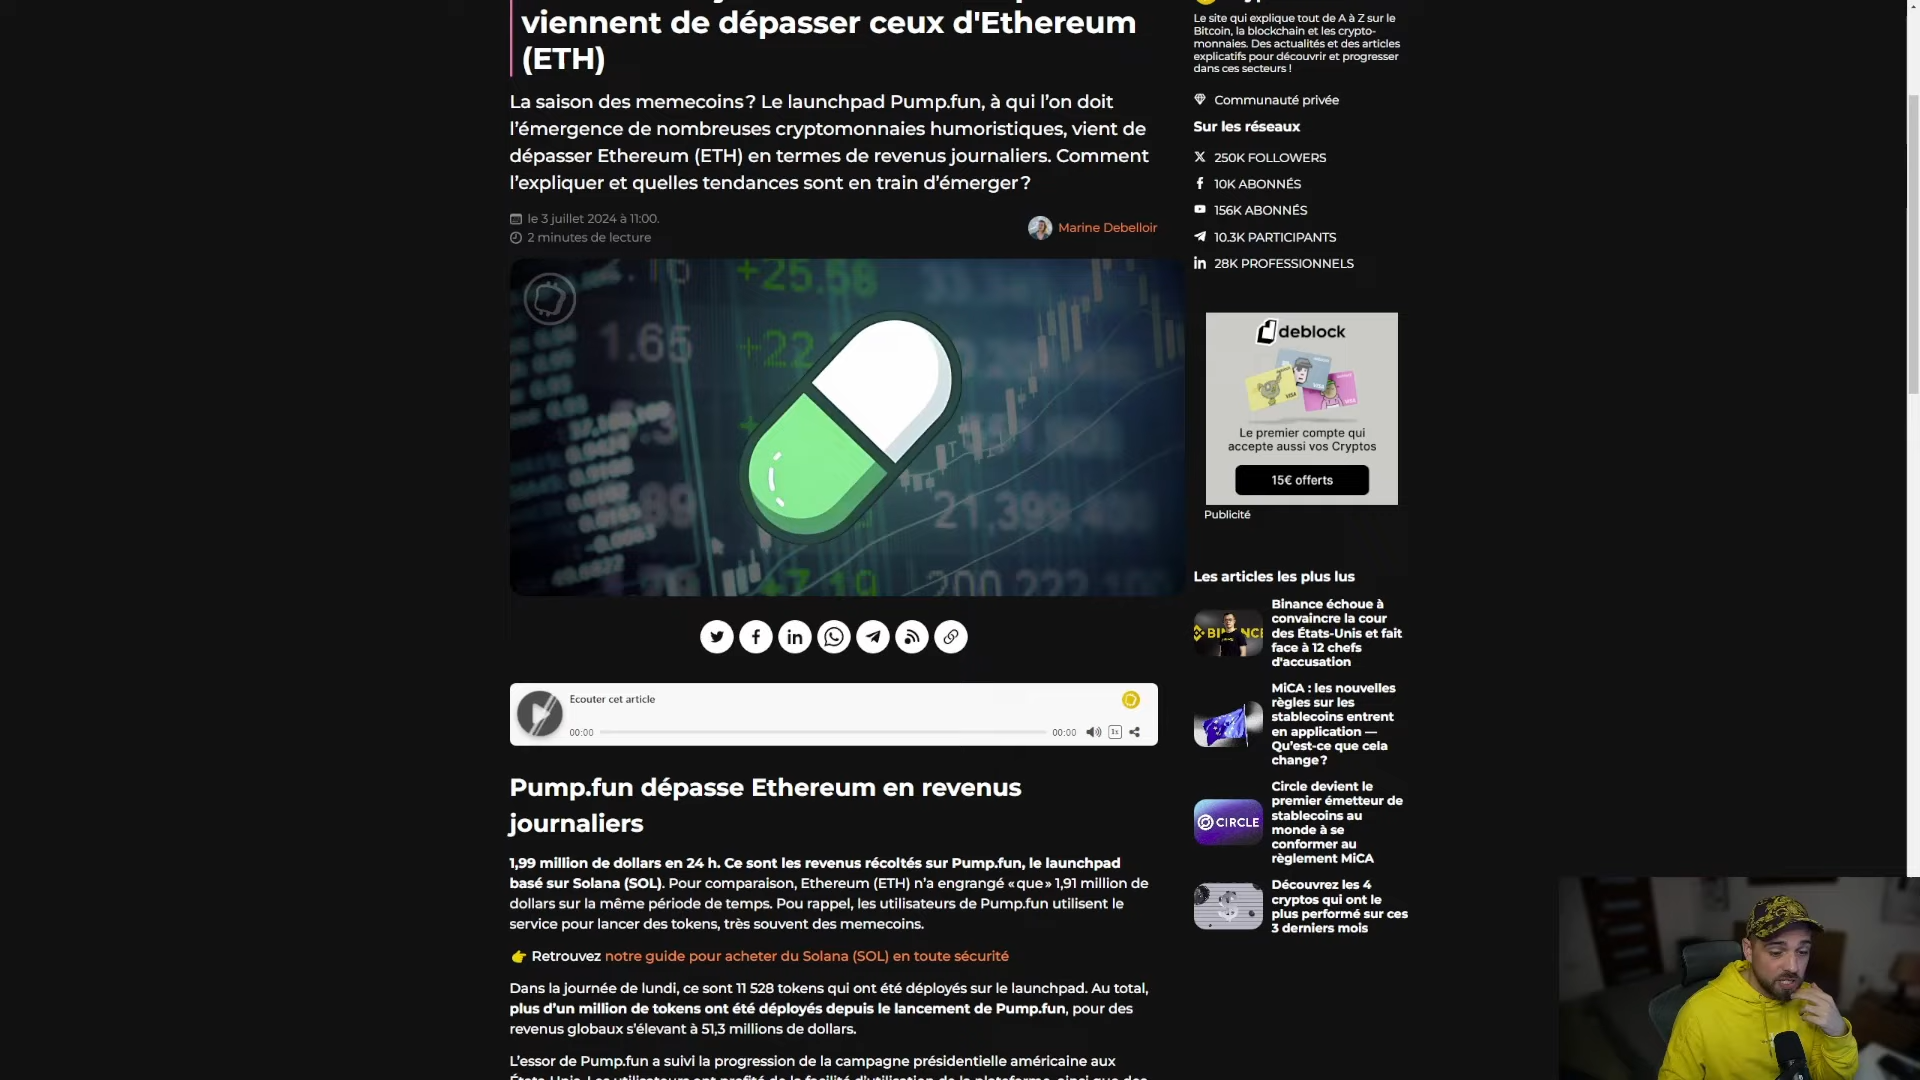 viennent de dépasser ceux d'Ethereum
(ETH)
La saison des memecoins ? Le launchpad Pump.fun, à qui l'on doit
l'émergence de nombreuses cryptomonnaies humoristiques, vient de
dépasser Ethereum (ETH) en termes de revenus journaliers. Comment
l'expliquer et quelles tendances sont en train d'émerger ?
le 3 juillet 2024 à 11:00.
2 minutes de lecture
Marine Debelloir
+25.58
1.65
+22
21,399,400
+7.19
200,222,100
Ecouter cet article
00:00
00:00
1x
Pump.fun dépasse Ethereum en revenus
journaliers
1,99 million de dollars en 24 h. Ce sont les revenus récoltés sur Pump.fun, le launchpad
basé sur Solana (SOL). Pour comparaison, Ethereum (ETH) n'a engrangé « que » 1,91 million de
dollars sur la même période de temps. Pou rappel, les utilisateurs de Pump.fun utilisent le
service pour lancer des tokens, très souvent des memecoins.
👉 Retrouvez notre guide pour acheter du Solana (SOL) en toute sécurité
Dans la journée de lundi, ce sont 11 528 tokens qui ont été déployés sur le launchpad. Au total,
plus d'un million de tokens ont été déployés depuis le lancement de Pump.fun, pour des
revenus globaux s'élevant à 51,3 millions de dollars.
L'essor de Pump.fun a suivi la progression de la campagne présidentielle américaine aux
Le site qui explique tout de A à Z sur le
Bitcoin, la blockchain et les crypto-
monnaies. Des actualités et des articles
explicatifs pour découvrir et progresser
dans ces secteurs !
Communauté privée
Sur les réseaux
250K FOLLOWERS
10K ABONNÉS
156K ABONNÉS
10.3K PARTICIPANTS
28K PROFESSIONNELS
deblock
Le premier compte qui
accepte aussi vos Cryptos
15€ offerts
Publicité
Les articles les plus lus
Binance échoue à
convaincre la cour
des États-Unis et fait
face à 12 chefs
d'accusation
MiCA : les nouvelles
règles sur les
stablecoins entrent
en application —
Qu'est-ce que cela
change ?
CIRCLE
Circle devient le
premier émetteur de
stablecoins au
monde à se
conformer au
règlement MiCA
Découvrez les 4
cryptos qui ont le
plus performé sur ces
3 derniers mois